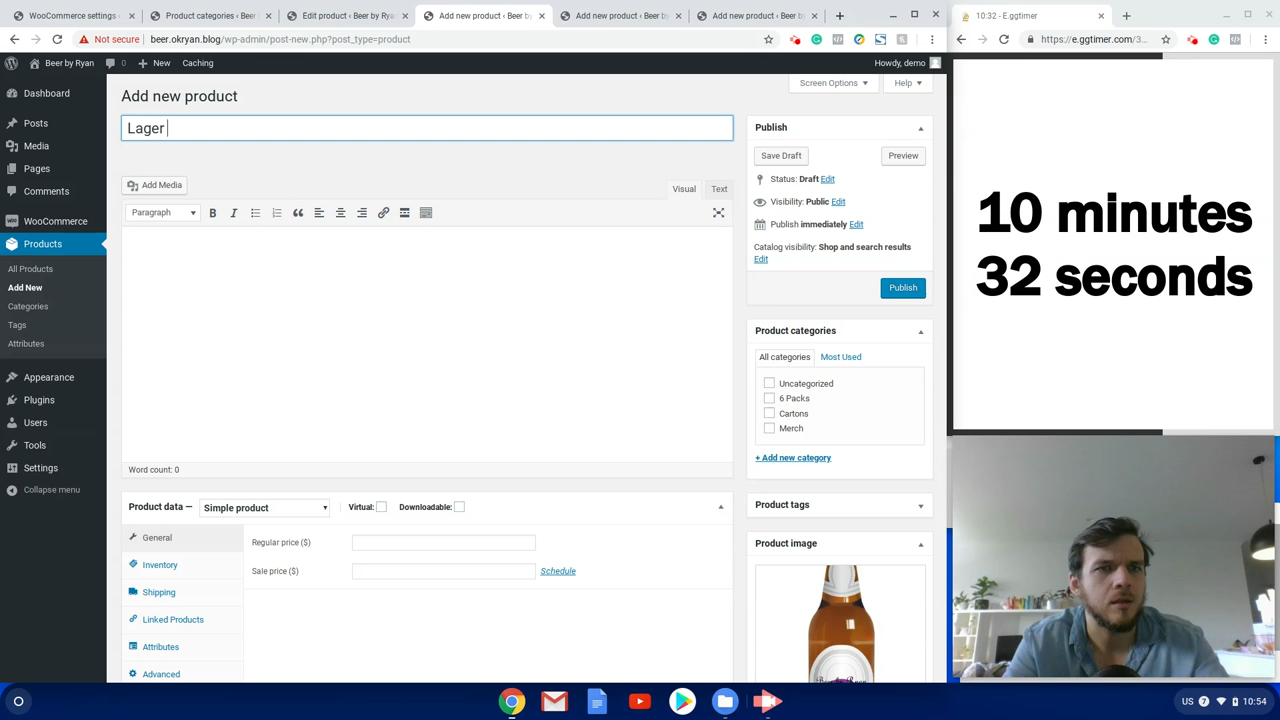 WooCommerce settings
Product categories ‹ Beer
Edit product ‹ Beer by Ryan
Add new product ‹ Beer by
Add new product ‹ Beer by
Add new product ‹ Beer by
10:32 - E.ggtimer
Not secure
beer.okryan.blog/wp-admin/post-new.php?post_type=product
https://e.ggtimer.com/3...
Beer by Ryan
0
New
Caching
Howdy, demo
Dashboard
Posts
Media
Pages
Comments
WooCommerce
Products
All Products
Add New
Categories
Tags
Attributes
Appearance
Plugins
Users
Tools
Settings
Collapse menu
Screen Options
Help
Add new product
Lager
Add Media
Visual
Text
Paragraph
Word count: 0
Product data —
Simple product
Virtual:
Downloadable:
General
Inventory
Shipping
Linked Products
Attributes
Advanced
Regular price ($)
Sale price ($)
Schedule
Publish
Save Draft
Preview
Status: Draft Edit
Visibility: Public Edit
Publish immediately Edit
Catalog visibility: Shop and search results
Edit
Publish
Product categories
All categories
Most Used
Uncategorized
6 Packs
Cartons
Merch
+ Add new category
Product tags
Product image
10 minutes
32 seconds
US
7
10:54